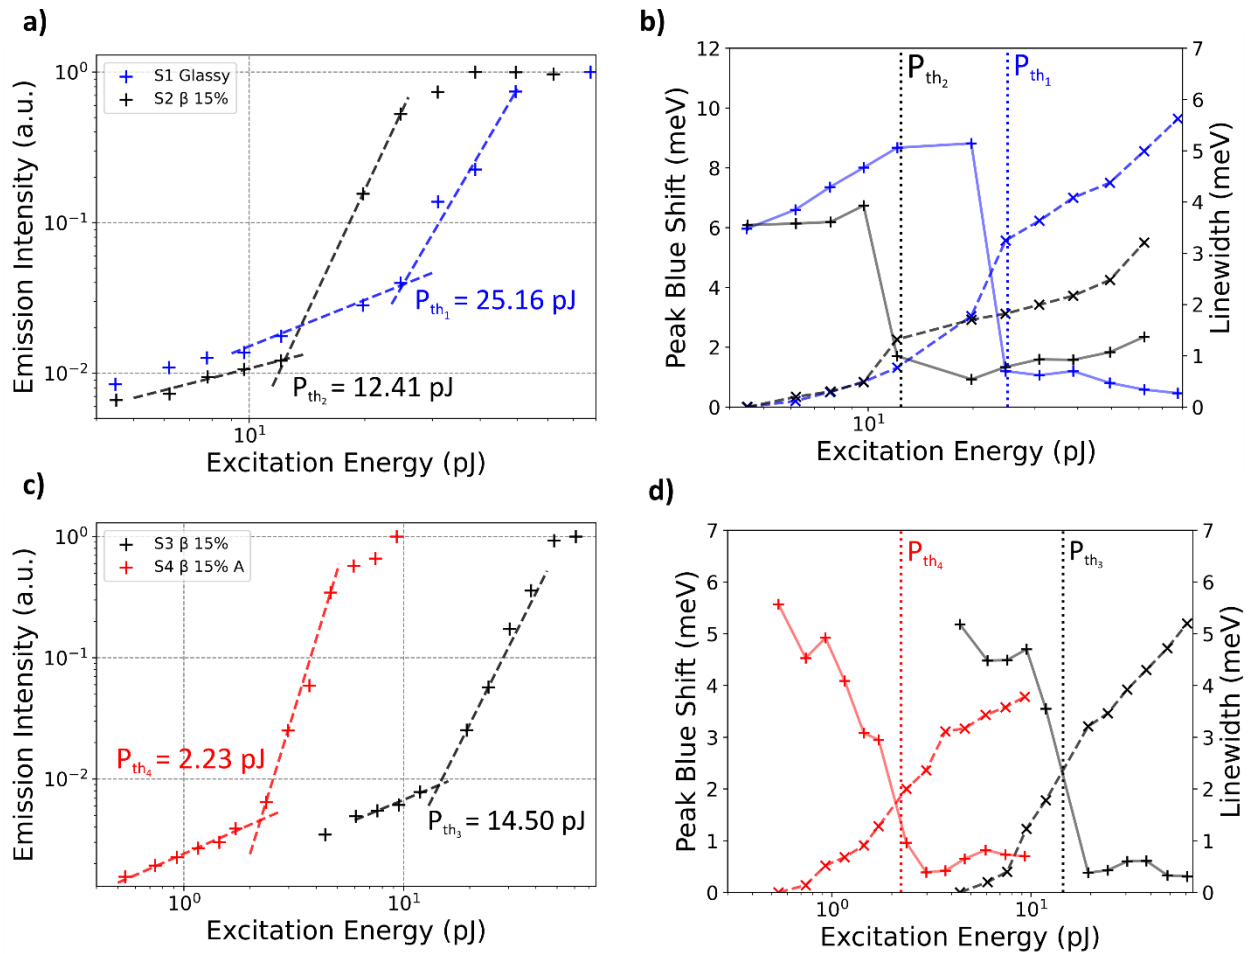 a)
10⁰
10⁻¹
10⁻²
Emission Intensity (a.u.)
S1 Glassy
S2 β 15%
Pth₁ = 25.16 pJ
Pth₂ = 12.41 pJ
10¹
Excitation Energy (pJ)
b)
12
10
8
6
4
2
0
Peak Blue Shift (meV)
Pth₂
Pth₁
7
6
5
4
3
2
1
0
Linewidth (meV)
10¹
Excitation Energy (pJ)
c)
10⁰
10⁻¹
10⁻²
Emission Intensity (a.u.)
S3 β 15%
S4 β 15% A
Pth₄ = 2.23 pJ
Pth₃ = 14.50 pJ
10⁰
10¹
Excitation Energy (pJ)
d)
7
6
5
4
3
2
1
0
Peak Blue Shift (meV)
Pth₄
Pth₃
7
6
5
4
3
2
1
0
Linewidth (meV)
10⁰
10¹
Excitation Energy (pJ)